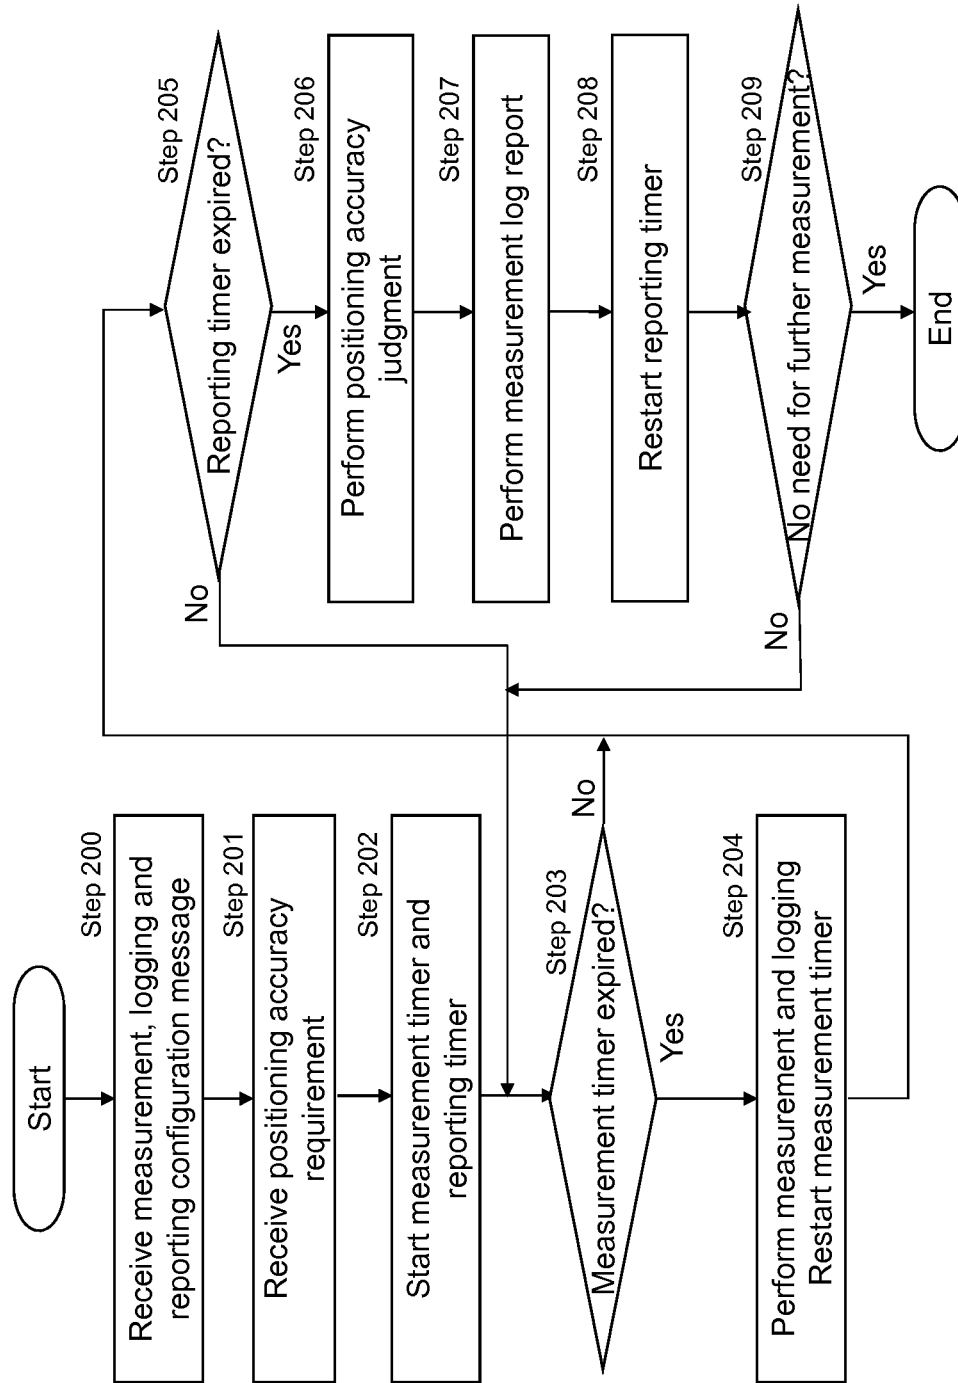 Start
Step 200
Receive measurement, logging and
reporting configuration message
Step 201
Receive positioning accuracy
requirement
Step 202
Start measurement timer and
reporting timer
Step 203
Measurement timer expired?
No
Yes
Step 204
Perform measurement and logging
Restart measurement timer
Step 205
Reporting timer expired?
No
Yes
Step 206
Perform positioning accuracy
judgment
Step 207
Perform measurement log report
Step 208
Restart reporting timer
Step 209
No need for further measurement?
No
Yes
End